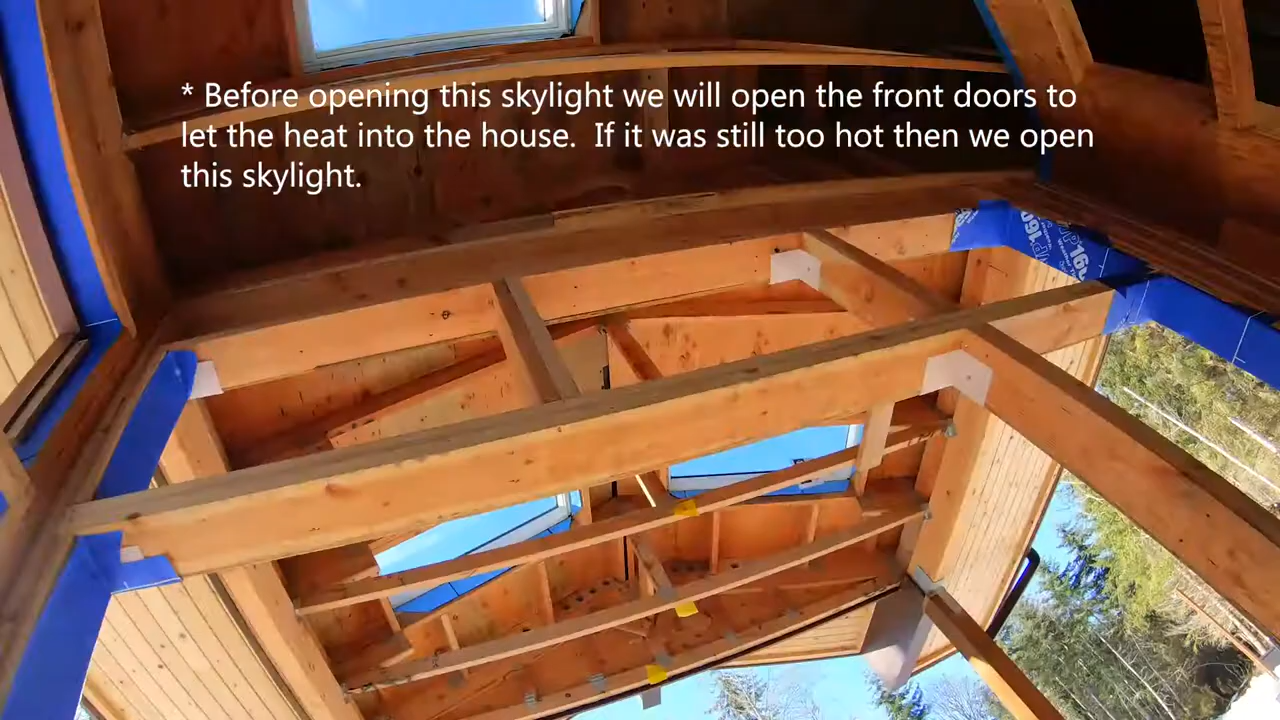 * Before opening this skylight we will open the front doors to
let the heat into the house.  If it was still too hot then we open
this skylight.